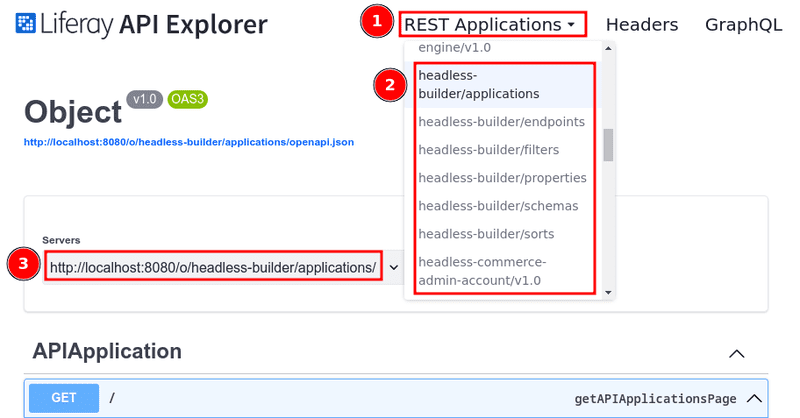 Liferay API Explorer
1
REST Applications
Headers
GraphQL
engine/v1.0
2
headless-
builder/applications
headless-builder/endpoints
headless-builder/filters
headless-builder/properties
headless-builder/schemas
headless-builder/sorts
headless-commerce-
admin-account/v1.0
Object v1.0 OAS3
http://localhost:8080/o/headless-builder/applications/openapi.json
Servers
3
http://localhost:8080/o/headless-builder/applications/
APIApplication
GET / getAPIApplicationsPage